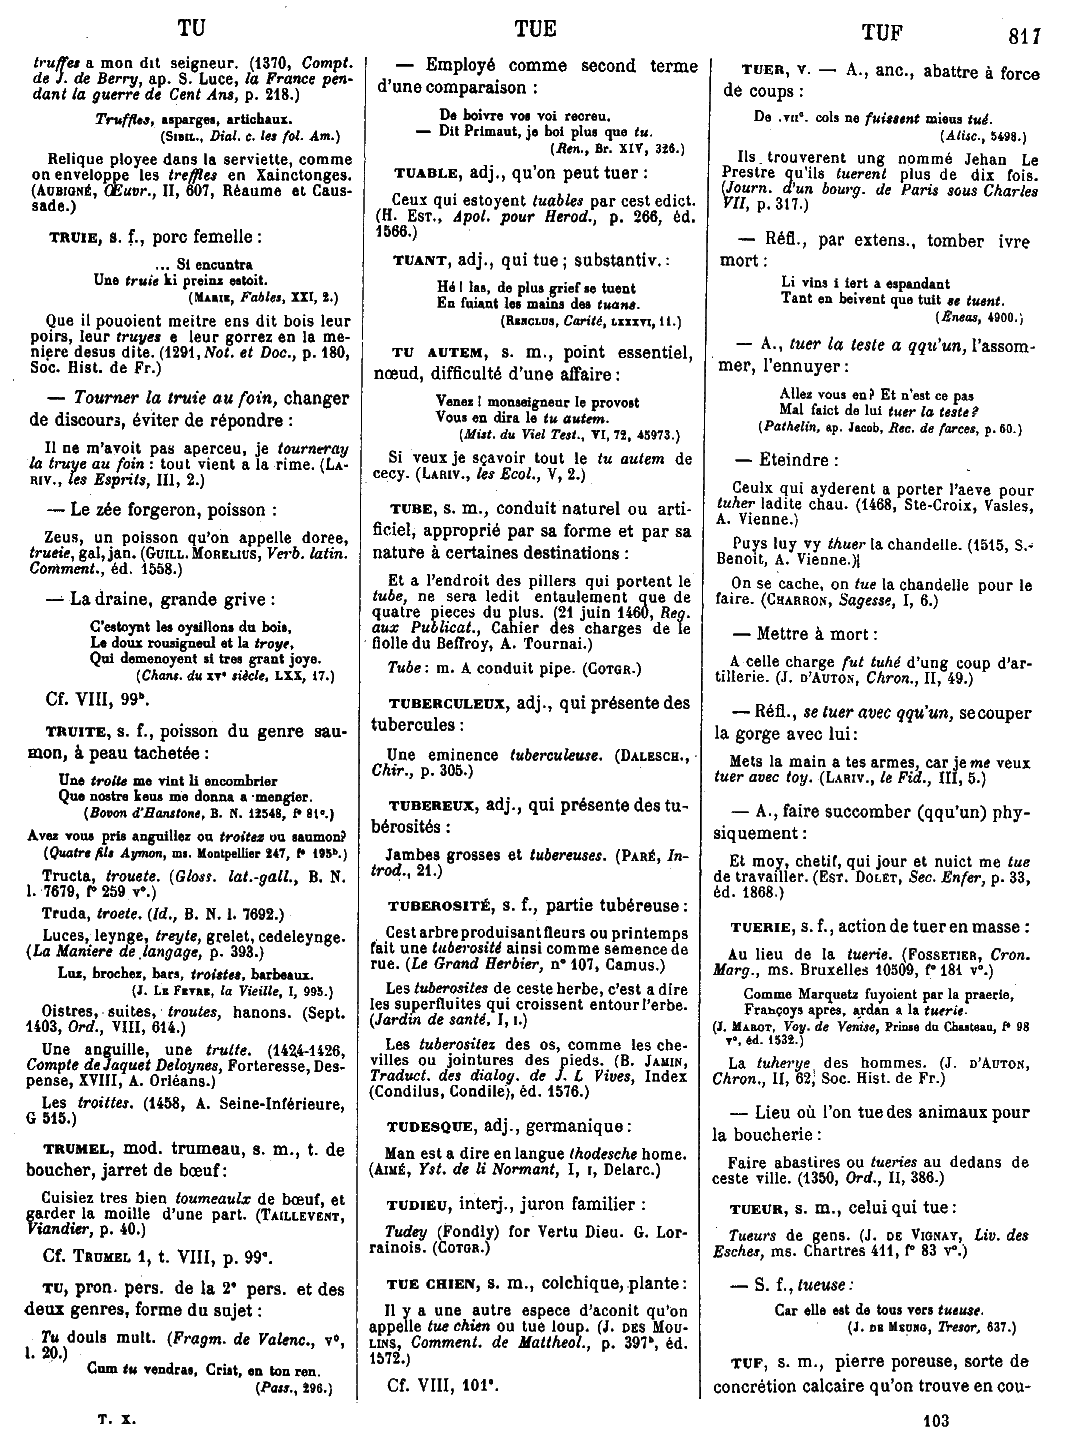 TU
TUE
TUF
817
truffes a mon dit seigneur. (1370, Compt.
de J. de Berry, ap. S. Luce, la France pen-
dant la guerre de Cent Ans, p. 218.)
Truffles, asperges, artichaux.
(SIBIL., Dial. c. les fol. Am.)
Relique ployee dans la serviette, comme
on enveloppe les treffles en Xainctonges.
(AUBIGNÉ, Œuvr., II, 607, Réaume et Caus-
sade.)
TRUIE, s. f., porc femelle :
... Si encuntra
Une truie ki preinz estoit.
(MARIE, Fables, XXI, 2.)
Que il pouoient meitre ens dit bois leur
poirs, leur truyes e leur gorrez en la me-
niere desus dite. (1291, Not. et Doc., p. 180,
Soc. Hist. de Fr.)
— Tourner la truie au foin, changer
de discours, éviter de répondre :
Il ne m'avoit pas aperceu, je tourneray
la truye au foin : tout vient a la rime. (LA-
RIV., les Esprits, III, 2.)
— Le zée forgeron, poisson :
Zeus, un poisson qu'on appelle doree,
trueie, gal, jan. (GUILL. MORELIUS, Verb. latin.
Comment., éd. 1558.)
— La draine, grande grive :
C'estoynt les oysillons du bois,
Le doux rousigneul et la troye,
Qui demenoyent si tres grant joye.
(Chans. du XVe siècle, LXX, 17.)
Cf. VIII, 99b.
TRUITE, s. f., poisson du genre sau-
mon, à peau tachetée :
Une troite me vint li encombrier
Que nostre keus me donna a mengier.
(Bovon d'Hanstone, B. N. 12548, f° 81e.)
Avez vous pris anguillez ou troitez ou saumon?
(Quatre fils Aymon, ms. Montpellier 247, f° 195b.)
Tructa, trouete. (Gloss. lat.-gall., B. N.
l. 7679, f° 259 v°.)
Truda, troete. (Id., B. N. l. 7692.)
Luces, leynge, treyte, grelet, cedeleynge.
(La Maniere de langage, p. 393.)
Luz, brochez, bars, troistes, barbeaux.
(J. LE FEVRE, la Vieille, I, 995.)
Oistres, suites, troutes, hanons. (Sept.
1403, Ord., VIII, 614.)
Une anguille, une trutte. (1424-1426,
Compte de Jaquet Deloynes, Forteresse, Des-
pense, XVIII, A. Orléans.)
Les troittes. (1458, A. Seine-Inférieure,
G 515.)
TRUMEL, mod. trumeau, s. m., t. de
boucher, jarret de bœuf :
Cuisiez tres bien toumeaulx de bœuf, et
garder la moille d'une part. (TAILLEVENT,
Viandier, p. 40.)
Cf. TRUMEL 1, t. VIII, p. 99e.
TU, pron. pers. de la 2e pers. et des
deux genres, forme du sujet :
Tu douls mult. (Fragm. de Valenc., v°,
l. 20.)
Cum tu vendras, Crist, en ton ren.
(Pass., 296.)
T. X.
— Employé comme second terme
d'une comparaison :
De boivre vos voi recreu.
— Dit Primaut, je boi plus que tu.
(Ren., Br. XIV, 326.)
TUABLE, adj., qu'on peut tuer :
Ceux qui estoyent tuables par cest edict.
(H. EST., Apol. pour Herod., p. 266, éd.
1566.)
TUANT, adj., qui tue ; substantiv. :
Hé ! las, de plus grief se tuent
En fuiant les mains des tuans.
(RENCLUS, Carité, LXXXVI, 11.)
TU AUTEM, s. m., point essentiel,
nœud, difficulté d'une affaire :
Venez ! monseigneur le provost
Vous en dira le tu autem.
(Mist. du Viel Test., VI, 72, 45973.)
Si veux je sçavoir tout le tu autem de
cecy. (LARIV., les Ecol., V, 2.)
TUBE, s. m., conduit naturel ou arti-
ficiel, approprié par sa forme et par sa
nature à certaines destinations :
Et a l'endroit des pillers qui portent le
tube, ne sera ledit entaulement que de
quatre pieces du plus. (21 juin 1460, Reg.
aux Publicat., Cahier des charges de le
fiolle du Beffroy, A. Tournai.)
Tube : m. A conduit pipe. (COTGR.)
TUBERCULEUX, adj., qui présente des
tubercules :
Une eminence tuberculeuse. (DALESCH.,
Chir., p. 305.)
TUBEREUX, adj., qui présente des tu-
bérosités :
Jambes grosses et tubereuses. (PARÉ, In-
trod., 21.)
TUBEROSITÉ, s. f., partie tubéreuse :
Cest arbre produisant fleurs ou printemps
fait une tuberosité ainsi comme semence de
rue. (Le Grand Herbier, n° 107, Camus.)
Les tuberosites de ceste herbe, c'est a dire
les superfluites qui croissent entour l'erbe.
(Jardin de santé, I, I.)
Les tuberositez des os, comme les che-
villes ou jointures des pieds. (B. JAMIN,
Traduct. des dialog. de J. L Vives, Index
(Condilus, Condile), éd. 1576.)
TUDESQUE, adj., germanique :
Man est a dire en langue thodesche home.
(AIMÉ, Yst. de li Normant, I, I, Delarc.)
TUDIEU, interj., juron familier :
Tudey (Fondly) for Vertu Dieu. G. Lor-
rainois. (COTGR.)
TUE CHIEN, s. m., colchique, plante :
Il y a une autre espece d'aconit qu'on
appelle tue chien ou tue loup. (J. DES MOU-
LINS, Comment. de Mattheol., p. 397b, éd.
1572.)
Cf. VIII, 101e.
TUER, V. — A., anc., abattre à force
de coups :
De .VIIe. cols ne fuissent mieus tué.
(Alisc., 5498.)
Ils trouverent ung nommé Jehan Le
Prestre qu'ils tuerent plus de dix fois.
(Journ. d'un bourg. de Paris sous Charles
VII, p. 317.)
— Réfl., par extens., tomber ivre
mort :
Li vins i iert a espandant
Tant en beivent que tuit se tuent.
(Éneas, 4900.)
— A., tuer la teste a qqu'un, l'assom-
mer, l'ennuyer :
Allez vous en? Et n'est ce pas
Mal faict de lui tuer la teste?
(Pathelin, ap. Jacob, Rec. de farces, p. 60.)
— Eteindre :
Ceulx qui ayderent a porter l'aeve pour
tuher ladite chau. (1468, Ste-Croix, Vasles,
A. Vienne.)
Puys luy vy thuer la chandelle. (1515, S.-
Benoit, A. Vienne.)
On se cache, on tue la chandelle pour le
faire. (CHARRON, Sagesse, I, 6.)
— Mettre à mort :
A celle charge fut tuhé d'ung coup d'ar-
tillerie. (J. D'AUTON, Chron., II, 49.)
— Réfl., se tuer avec qqu'un, se couper
la gorge avec lui :
Mets la main a tes armes, car je me veux
tuer avec toy. (LARIV., le Fid., III, 5.)
— A., faire succomber (qqu'un) phy-
siquement :
Et moy, chetif, qui jour et nuict me tue
de travailler. (EST. DOLET, Sec. Enfer, p. 33,
éd. 1868.)
TUERIE, s. f., action de tuer en masse :
Au lieu de la tuerie. (FOSSETIER, Cron.
Marg., ms. Bruxelles 10509, f° 181 v°.)
Comme Marquetz fuyoient par la praerie,
Françoys apres, ardan a la tuerie.
(J. MAROT, Voy. de Venise, Prinse du Chasteau, f° 98
v°, éd. 1532.)
La tuherye des hommes. (J. D'AUTON,
Chron., II, 62, Soc. Hist. de Fr.)
— Lieu où l'on tue des animaux pour
la boucherie :
Faire abastires ou tueries au dedans de
ceste ville. (1350, Ord., II, 386.)
TUEUR, s. m., celui qui tue :
Tueurs de gens. (J. DE VIGNAY, Liv. des
Esches, ms. Chartres 411, f° 83 v°.)
— S. f., tueuse :
Car elle est de tous vers tueuse.
(J. DE MEUNG, Tresor, 637.)
TUF, s. m., pierre poreuse, sorte de
concrétion calcaire qu'on trouve en cou-
103